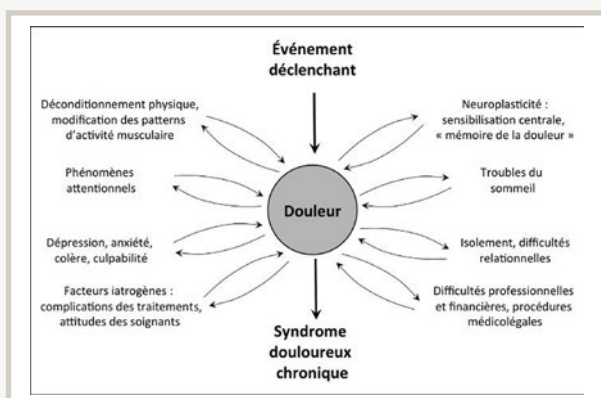 Événement
déclenchant
Déconditionnement physique,
modification des patterns
d'activité musculaire
Neuroplasticité :
sensibilisation centrale,
« mémoire de la douleur »
Phénomènes
attentionnels
Troubles du
sommeil
Douleur
Dépression, anxiété,
colère, culpabilité
Isolement, difficultés
relationnelles
Facteurs iatrogènes :
complications des traitements,
attitudes des soignants
Difficultés professionnelles
et financières, procédures
médicolégales
Syndrome
douloureux
chronique